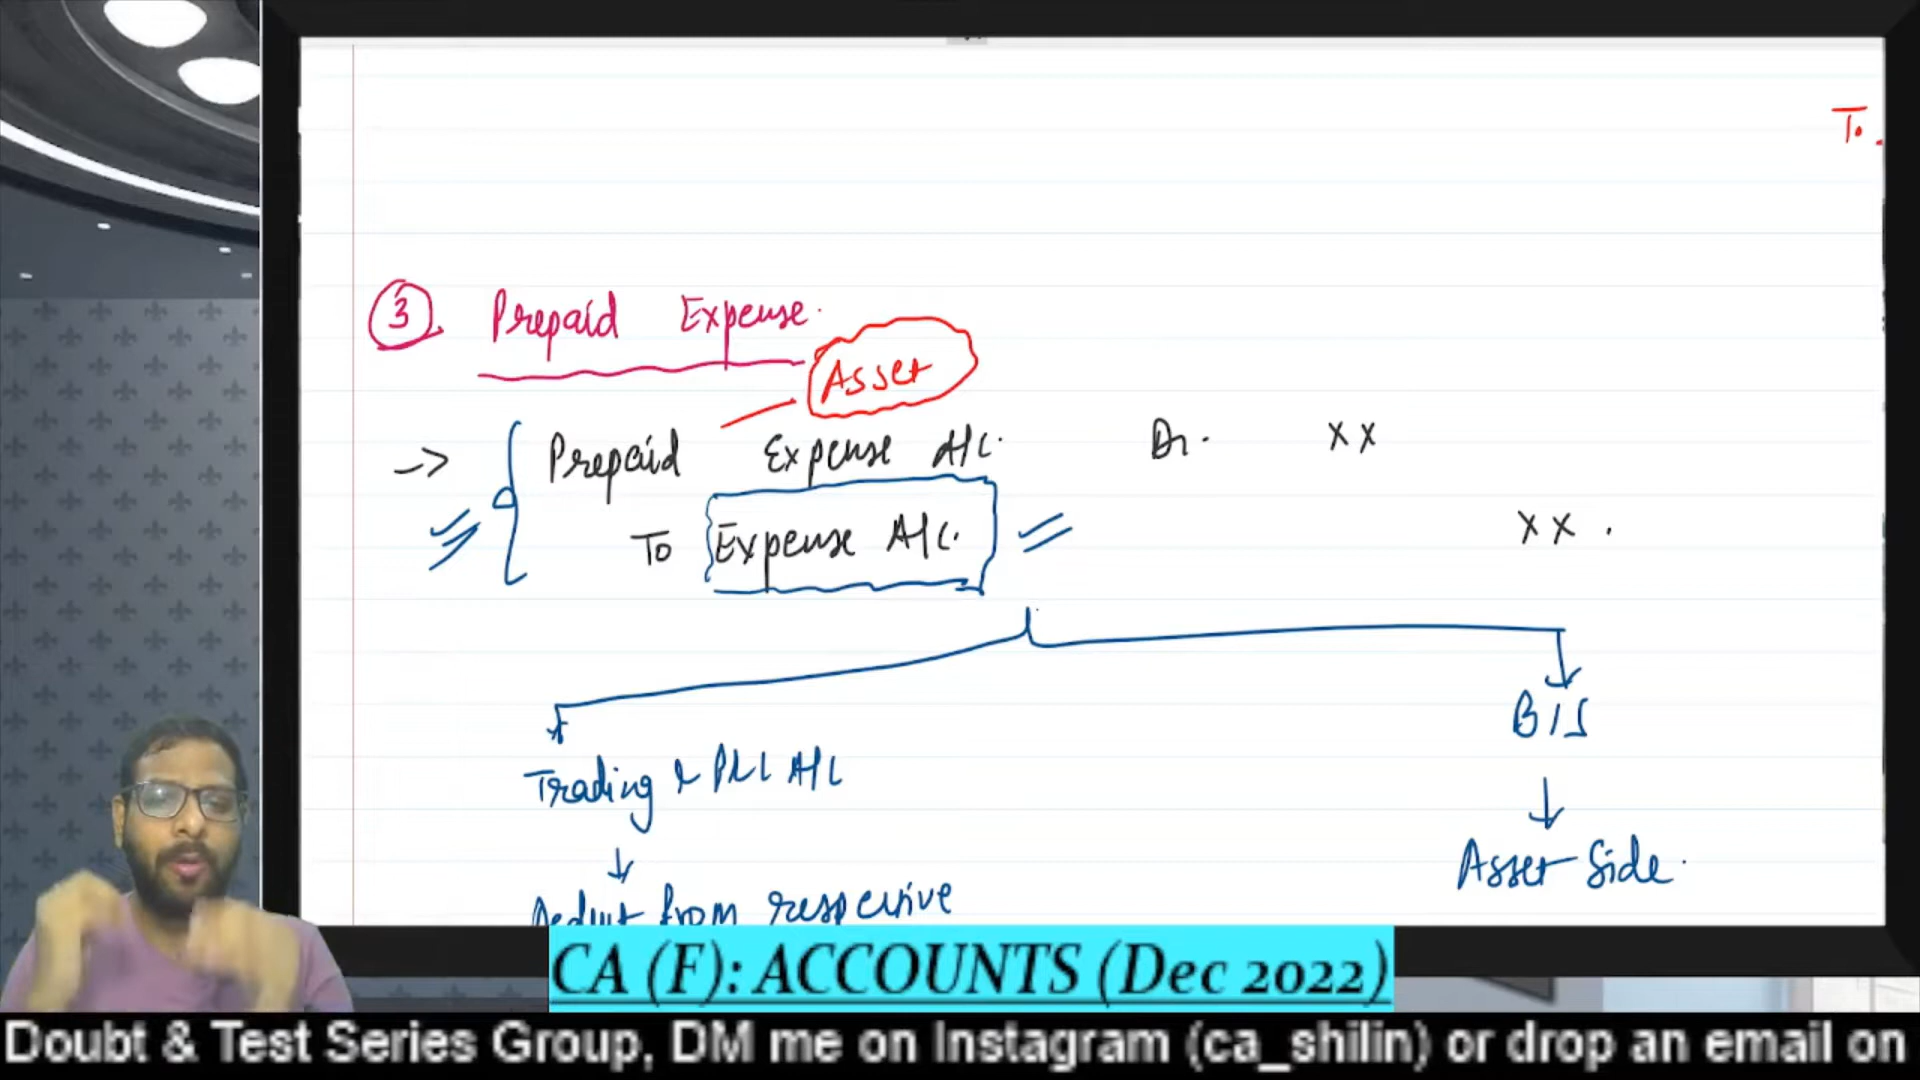 To.
3. Prepaid Expense.
Asset
-> Prepaid Expense A/c. Dr. xx
To Expense A/c. xx.
B/S
Trading & P&L A/c
Asset Side.
Deduct from respective
CA (F): ACCOUNTS (Dec 2022)
Doubt & Test Series Group, DM me on Instagram (ca_shilin) or drop an email on